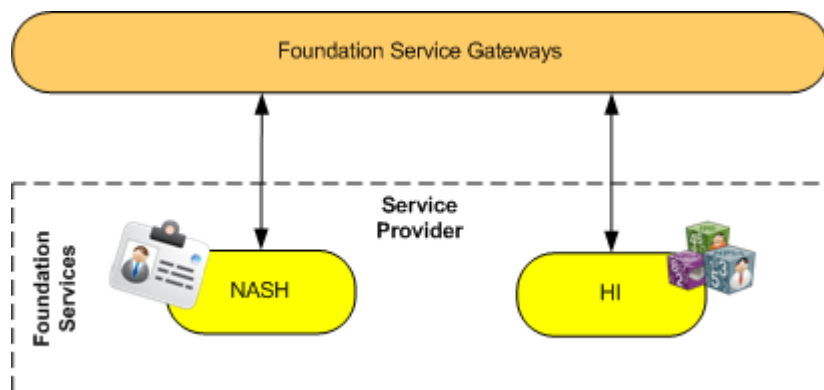 Foundation Service Gateways
Service
Provider
Foundation
Services
NASH
HI